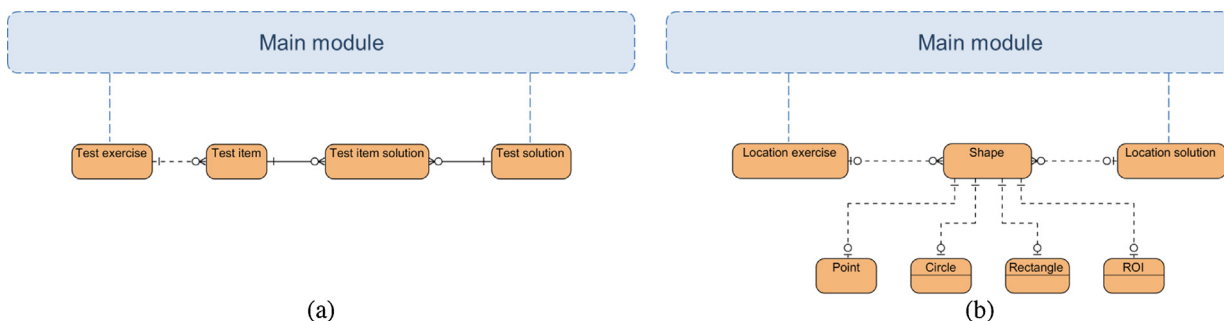 Main module
Test exercise
Test item
Test item solution
Test solution
(a)
Main module
Location exercise
Shape
Location solution
Point
Circle
Rectangle
ROI
(b)